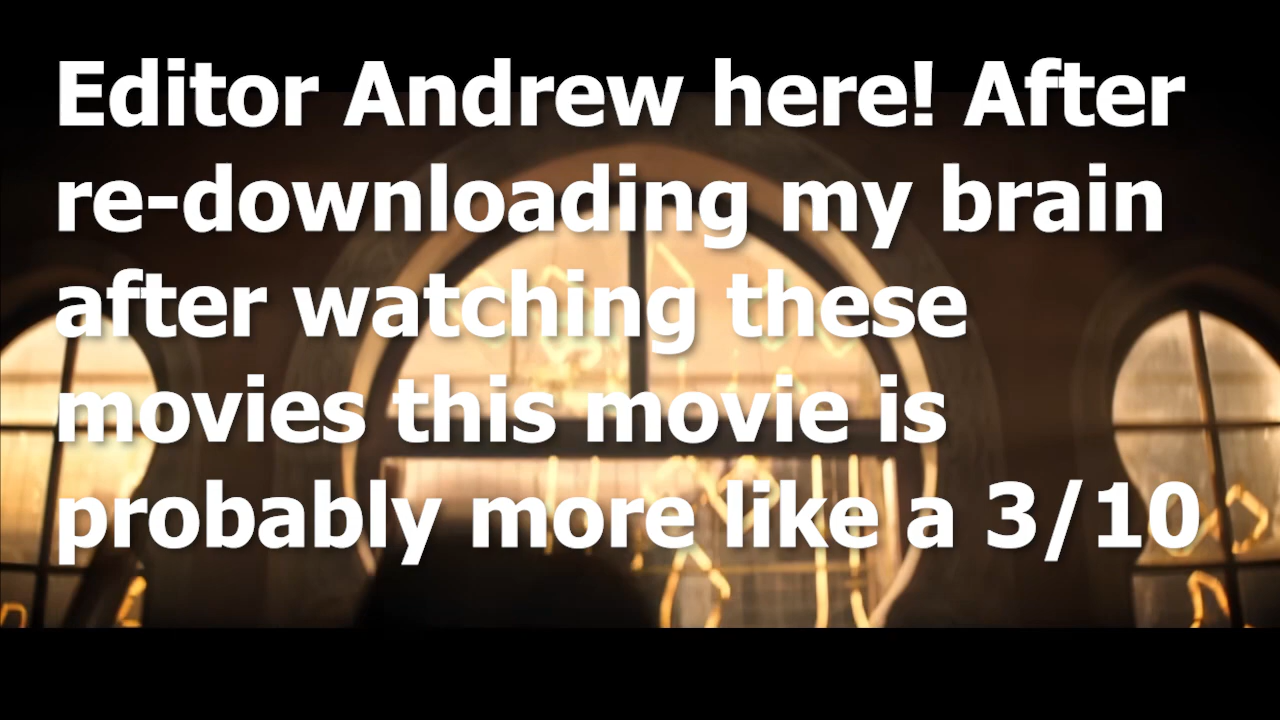 Editor Andrew here! After
re-downloading my brain
after watching these
movies this movie is
probably more like a 3/10